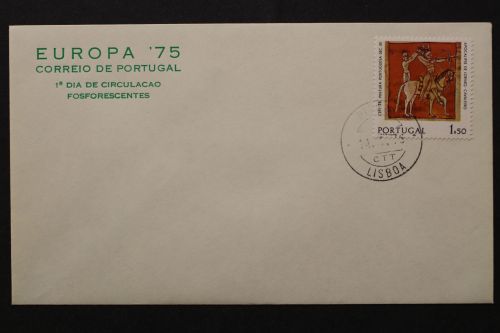 EUROPA '75
CORREIO DE PORTUGAL
1º DIA DE CIRCULACAO
FOSFORESCENTES
PORTUGAL 1$50
CTT
LISBOA